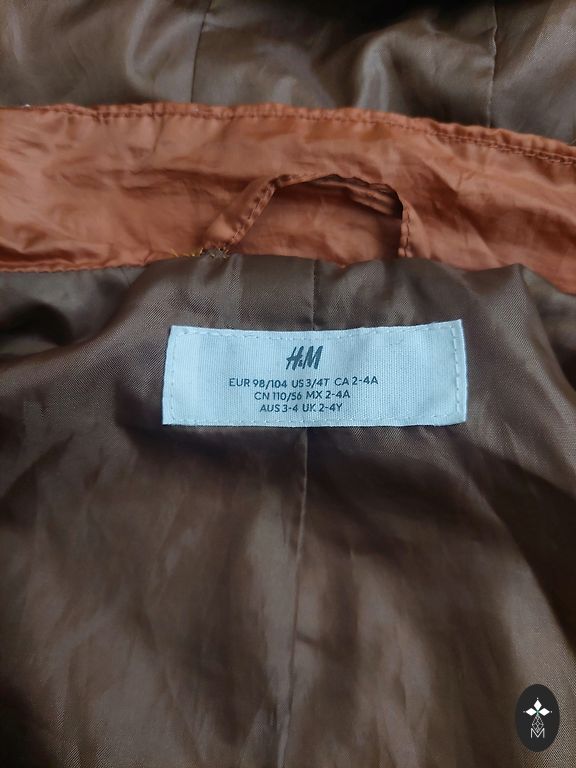 H&M
EUR 98/104 US 3/4T CA 2-4A
CN 110/56 MX 2-4A
AUS 3-4 UK 2-4Y